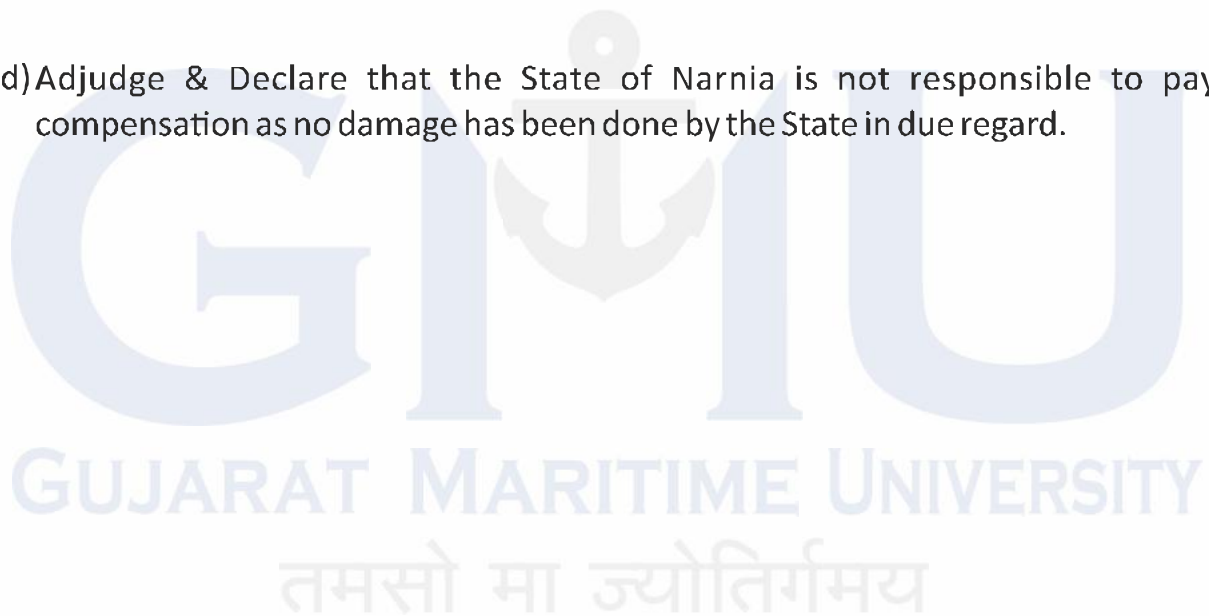 d) Adjudge & Declare that the State of Narnia is not responsible to pay
compensation as no damage has been done by the State in due regard.
GMU
GUJARAT MARITIME UNIVERSITY
तमसो मा ज्योतिर्गमय